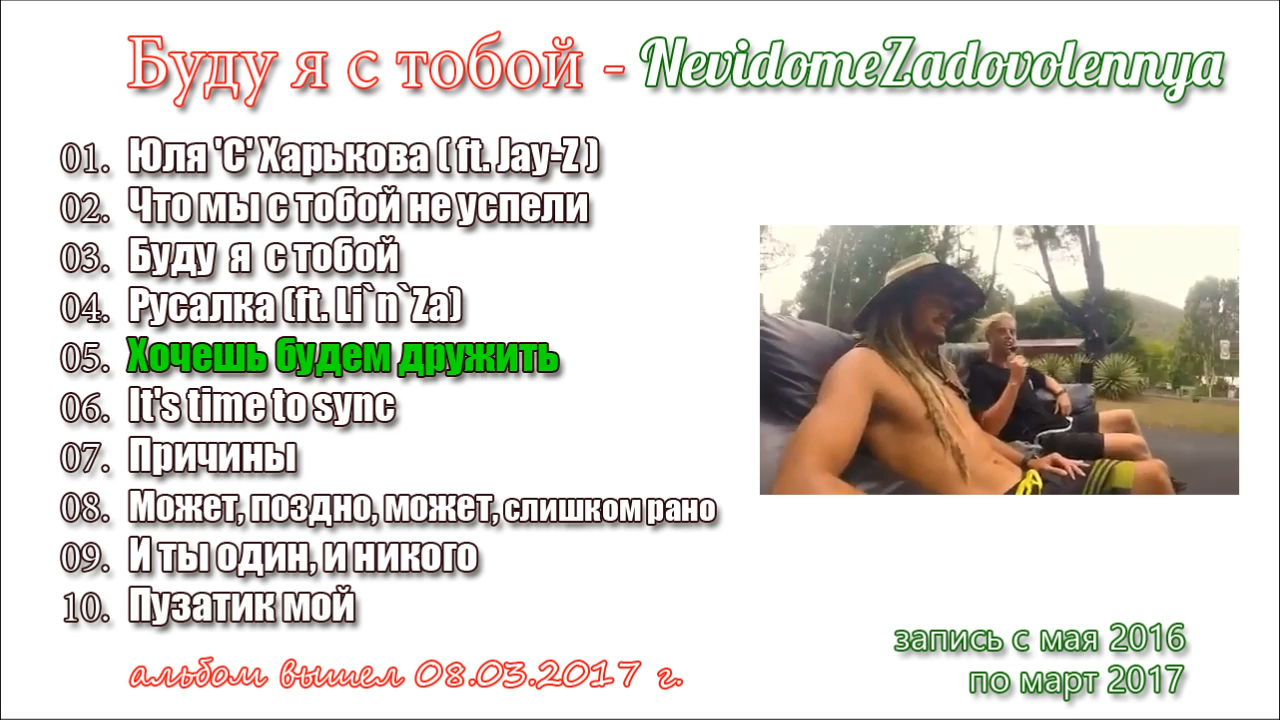 Буду я с тобой - NevidomeZadovolennya
01. Юля 'С' Харькова ( ft. Jay-Z )
02. Что мы с тобой не успели
03. Буду я с тобой
04. Русалка (ft. Li`n`Za)
05. Хочешь будем дружить
06. It's time to sync
07. Причины
08. Может, поздно, может, слишком рано
09. И ты один, и никого
10. Пузатик мой
альбом вышел 08.03.2017 г.
запись с мая 2016
по март 2017